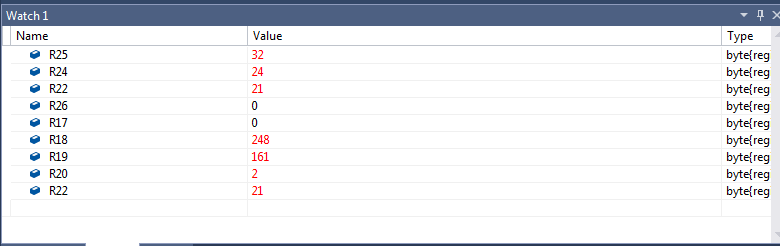 Watch 1
Name Value Type
R25 32 byte{reg
R24 24 byte{reg
R22 21 byte{reg
R26 0 byte{reg
R17 0 byte{reg
R18 248 byte{reg
R19 161 byte{reg
R20 2 byte{reg
R22 21 byte{reg